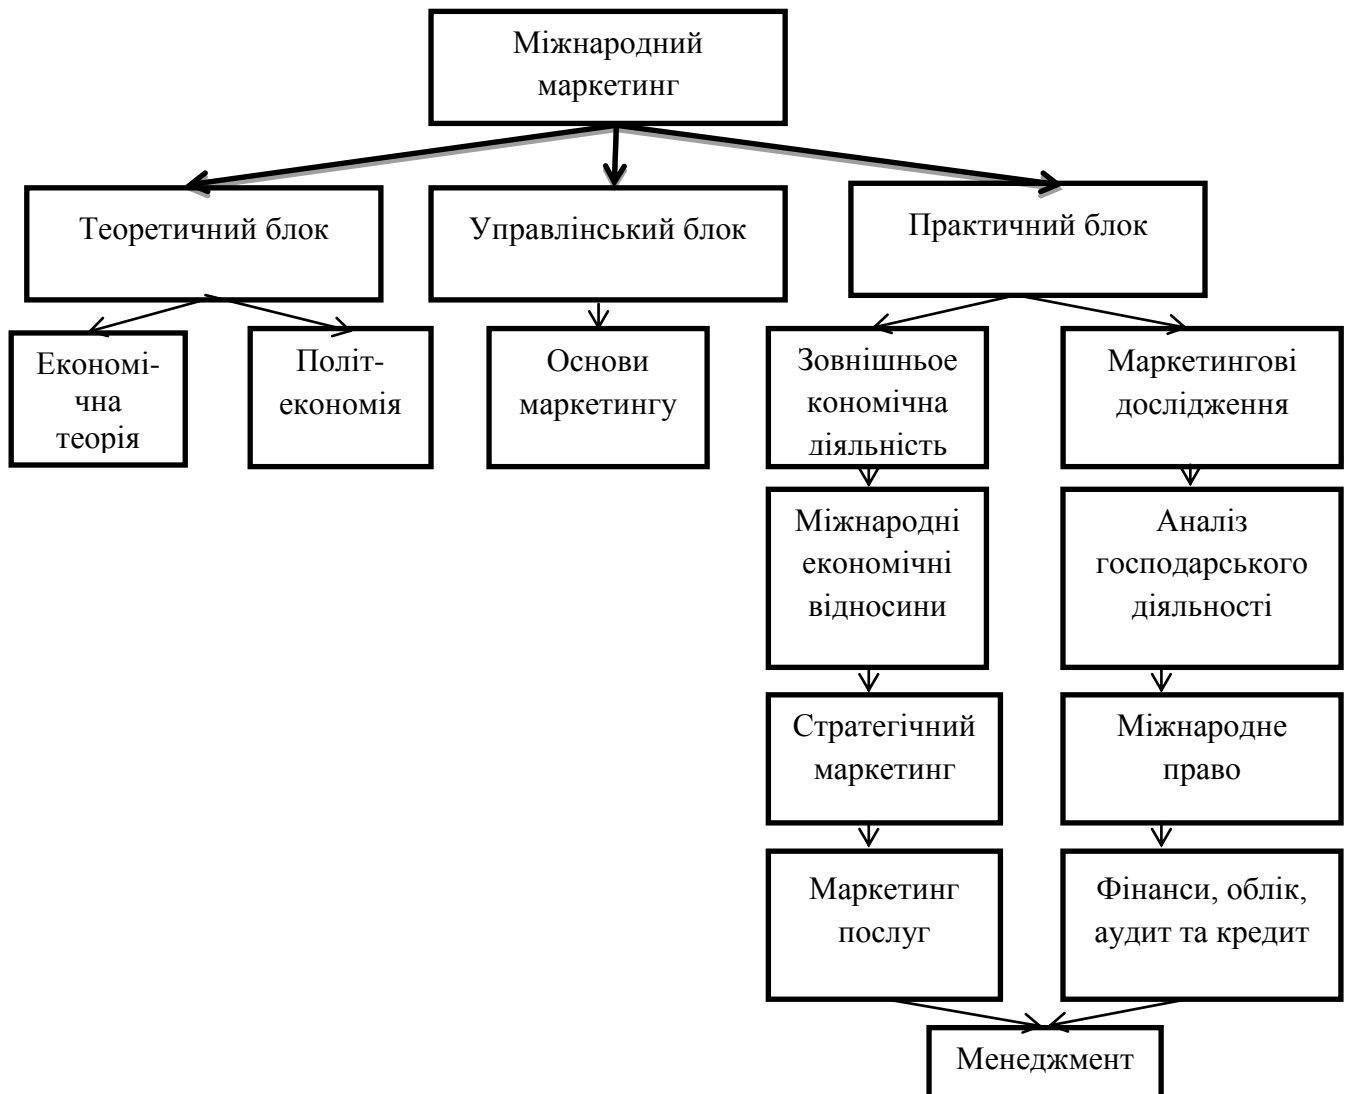 Міжнародний
маркетинг
Теоретичний блок
Управлінський блок
Практичний блок
Економі-
чна
теорія
Політ-
економія
Основи
маркетингу
Зовнішньое
кономічна
діяльність
Маркетингові
дослідження
Міжнародні
економічні
відносини
Аналіз
господарського
діяльності
Стратегічний
маркетинг
Міжнародне
право
Маркетинг
послуг
Фінанси, облік,
аудит та кредит
Менеджмент